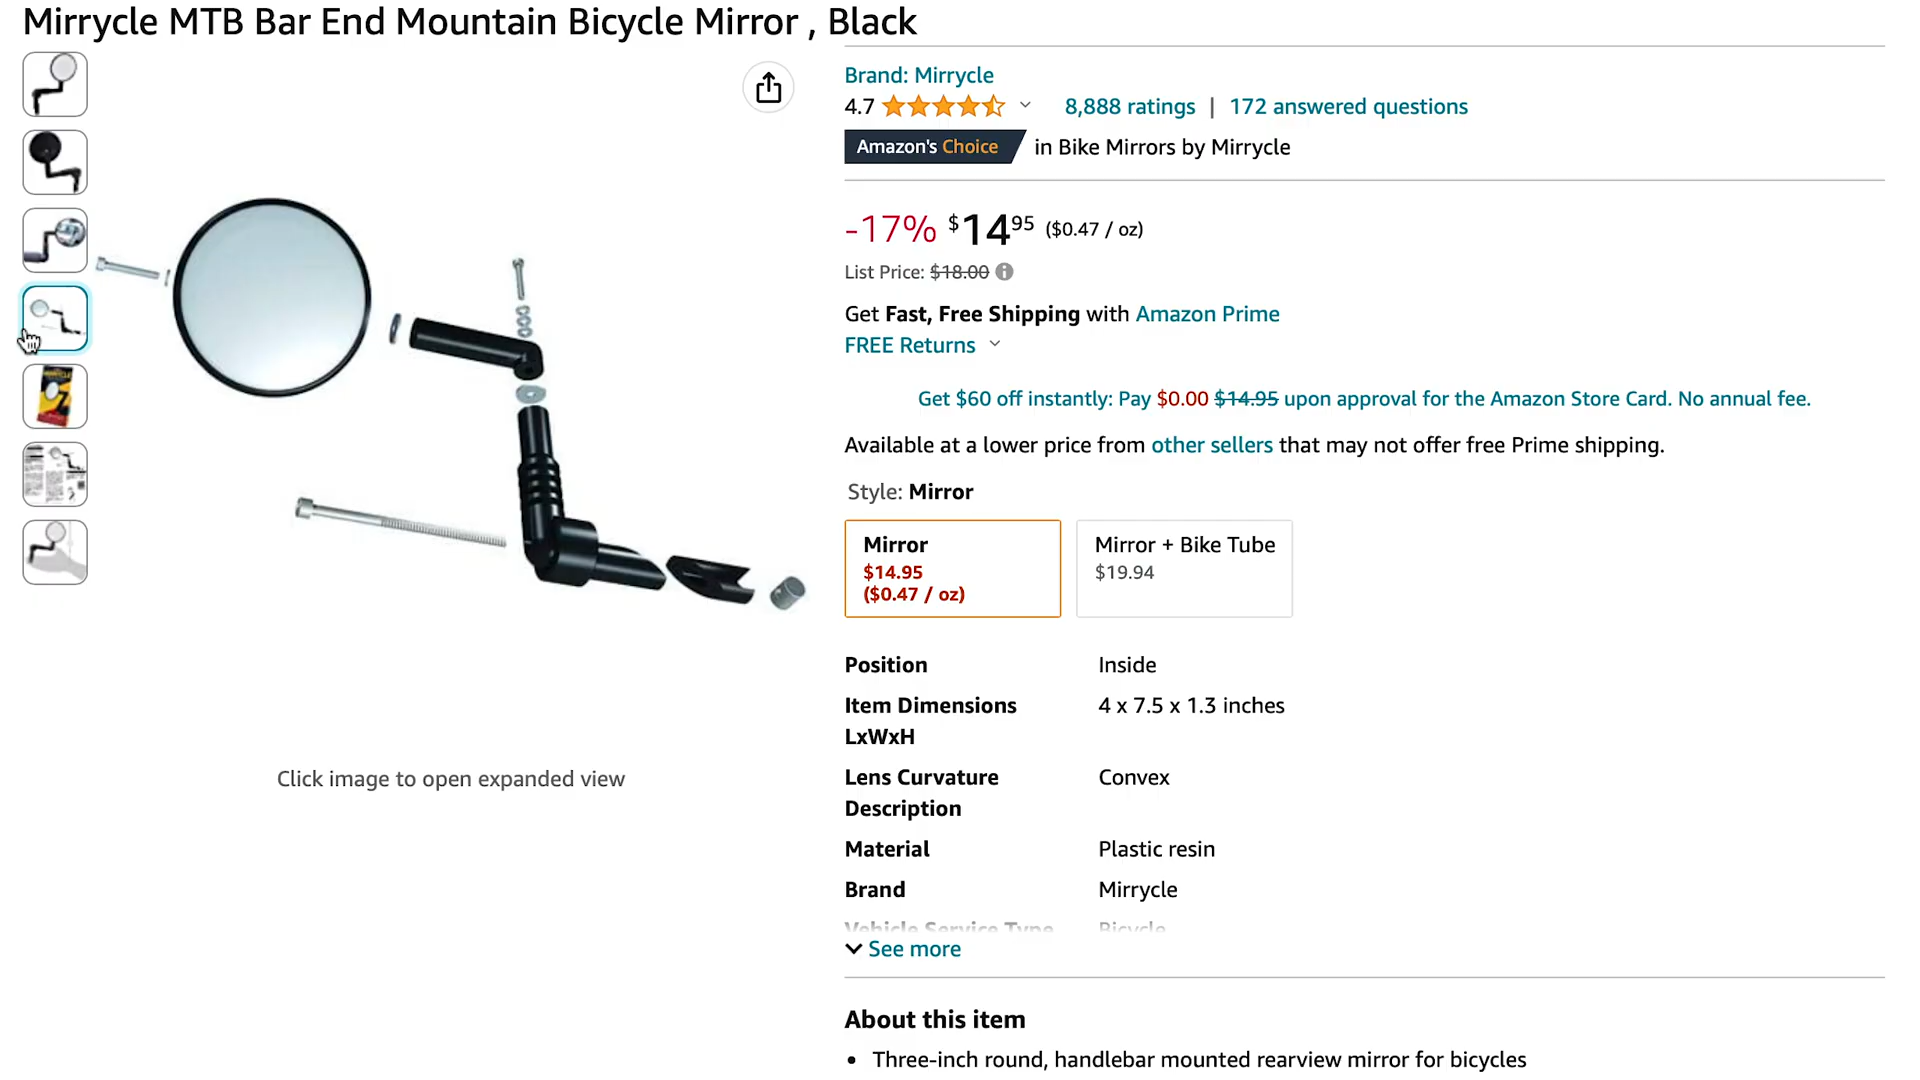 Mirrycle MTB Bar End Mountain Bicycle Mirror , Black
Brand: Mirrycle
4.7 8,888 ratings | 172 answered questions
Amazon's Choice in Bike Mirrors by Mirrycle
-17% $14 95 ($0.47 / oz)
List Price: $18.00
Get Fast, Free Shipping with Amazon Prime
FREE Returns
Get $60 off instantly: Pay $0.00 $14.95 upon approval for the Amazon Store Card. No annual fee.
Available at a lower price from other sellers that may not offer free Prime shipping.
Style: Mirror
Mirror
$14.95
($0.47 / oz)
Mirror + Bike Tube
$19.94
Position Inside
Item Dimensions 4 x 7.5 x 1.3 inches
LxWxH
Lens Curvature Convex
Description
Material Plastic resin
Brand Mirrycle
Vehicle Service Type Bicycle
See more
Click image to open expanded view
About this item
• Three-inch round, handlebar mounted rearview mirror for bicycles